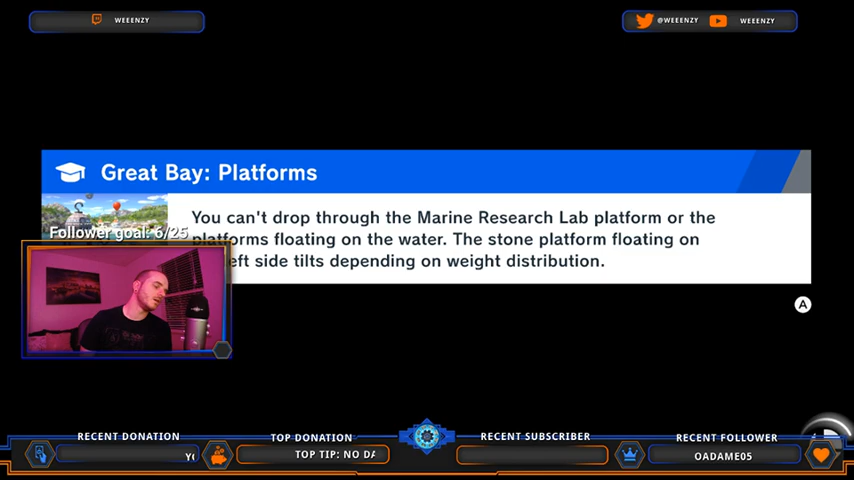 WEEENZY
@WEEENZY
WEEENZY
Great Bay: Platforms
You can't drop through the Marine Research Lab platform or the
platforms floating on the water. The stone platform floating on
left side tilts depending on weight distribution.
Follower goal: 6/25
A
RECENT DONATION
TOP DONATION
TOP TIP: NO DA
RECENT SUBSCRIBER
RECENT FOLLOWER
OADAME05